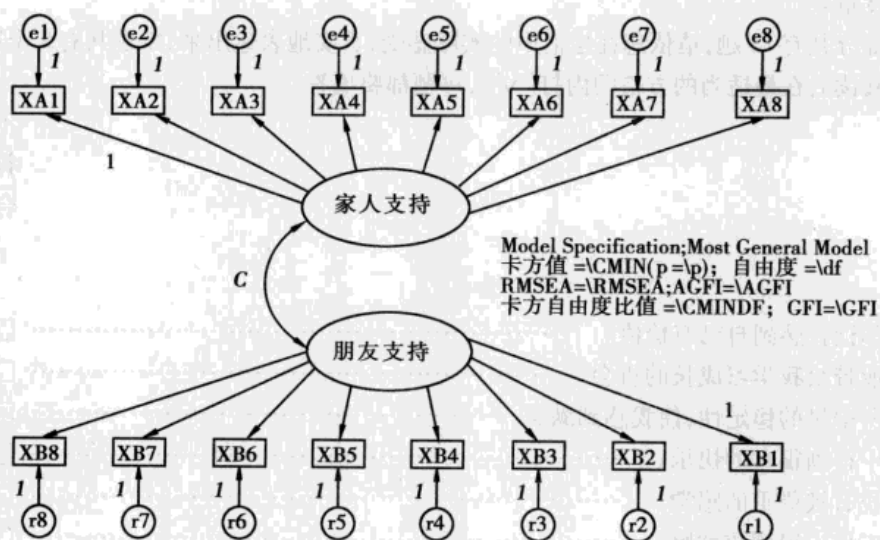 e1 e2 e3 e4 e5 e6 e7 e8
1 1 1 1 1 1 1 1
XA1 XA2 XA3 XA4 XA5 XA6 XA7 XA8
1
家人支持
Model Specification;Most General Model
卡方值=\CMIN(p=\p); 自由度=\df
RMSEA=\RMSEA;AGFI=\AGFI
卡方自由度比值=\CMINDF; GFI=\GFI
C
朋友支持
1
XB8 XB7 XB6 XB5 XB4 XB3 XB2 XB1
1 1 1 1 1 1 1 1
r8 r7 r6 r5 r4 r3 r2 r1